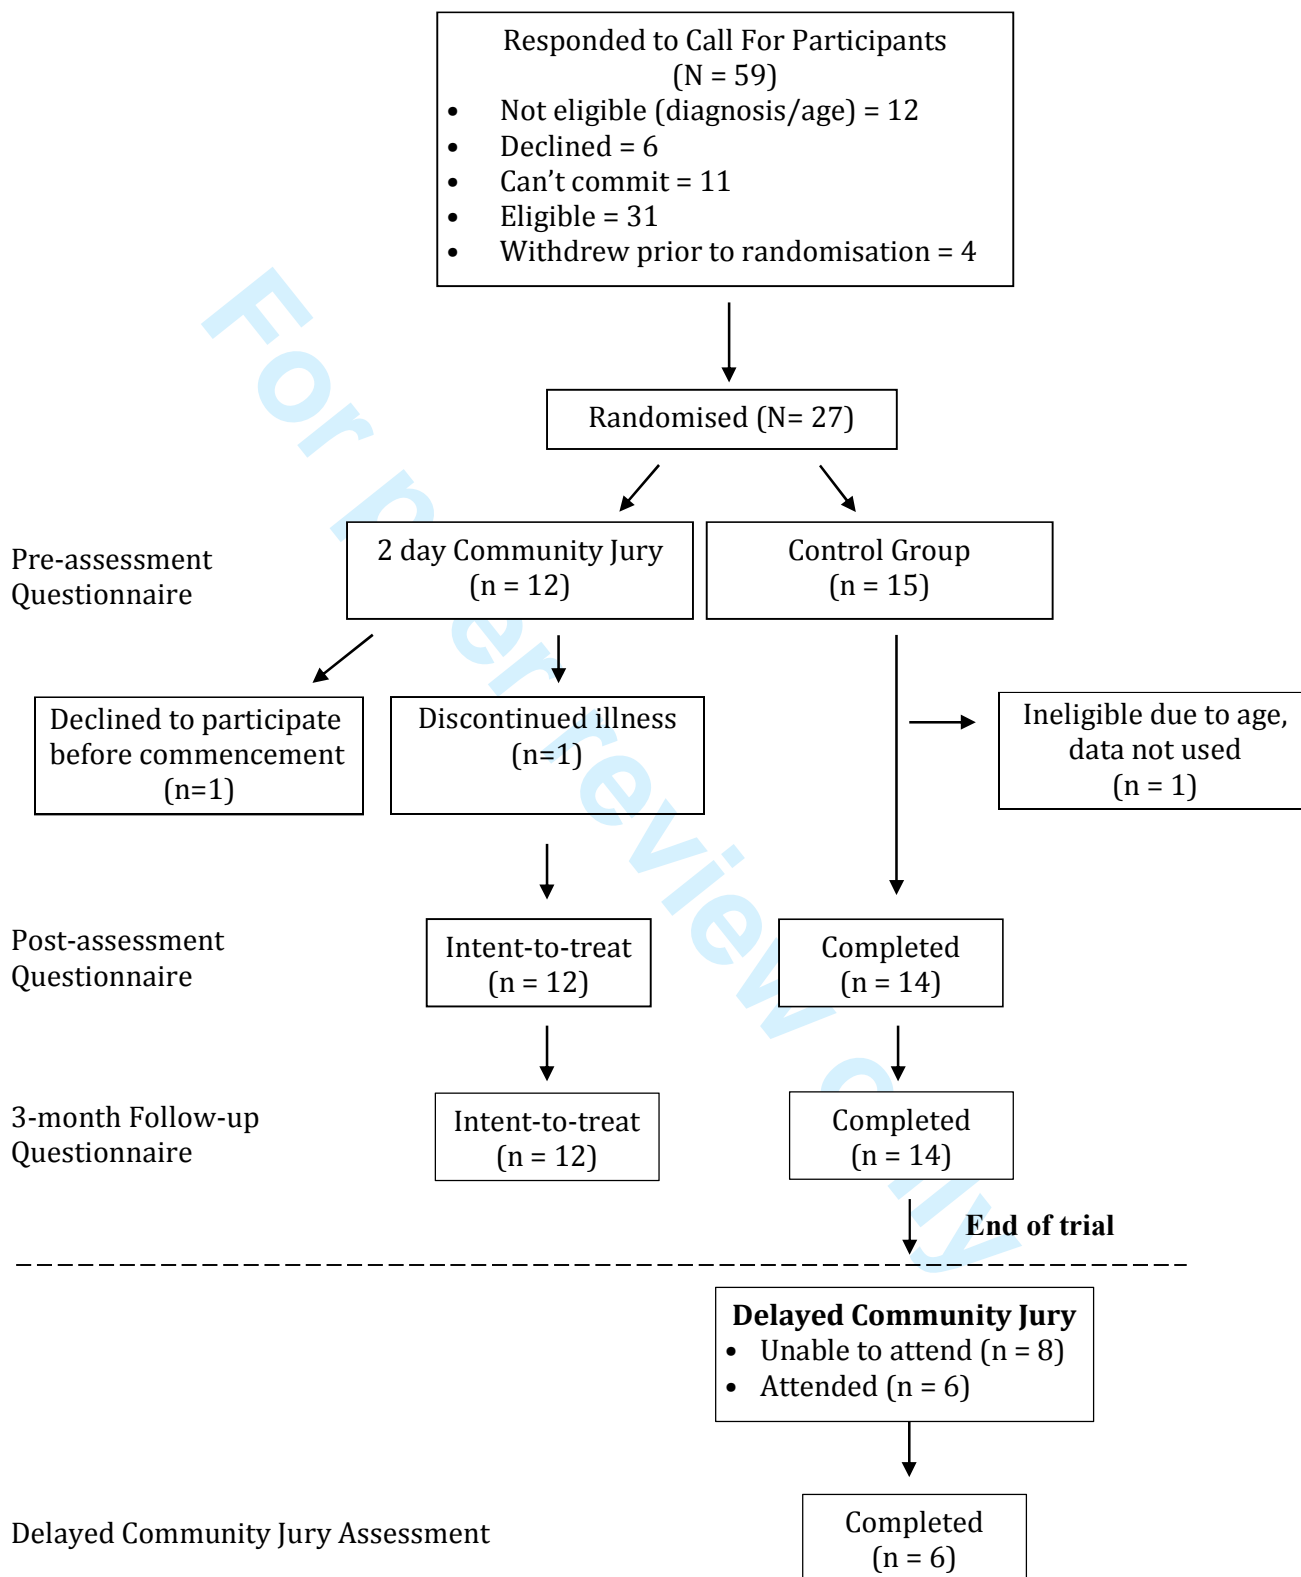 Responded to Call For Participants
(N = 59)
• Not eligible (diagnosis/age) = 12
• Declined = 6
• Can’t commit = 11
• Eligible = 31
• Withdrew prior to randomisation = 4
Randomised (N= 27)
Pre-assessment
Questionnaire
2 day Community Jury
(n = 12)
Control Group
(n = 15)
Declined to participate
before commencement
(n=1)
Discontinued illness
(n=1)
Ineligible due to age,
data not used
(n = 1)
Post-assessment
Questionnaire
Intent-to-treat
(n = 12)
Completed
(n = 14)
3-month Follow-up
Questionnaire
Intent-to-treat
(n = 12)
Completed
(n = 14)
End of trial
Delayed Community Jury
• Unable to attend (n = 8)
• Attended (n = 6)
Delayed Community Jury Assessment
Completed
(n = 6)
For peer review only